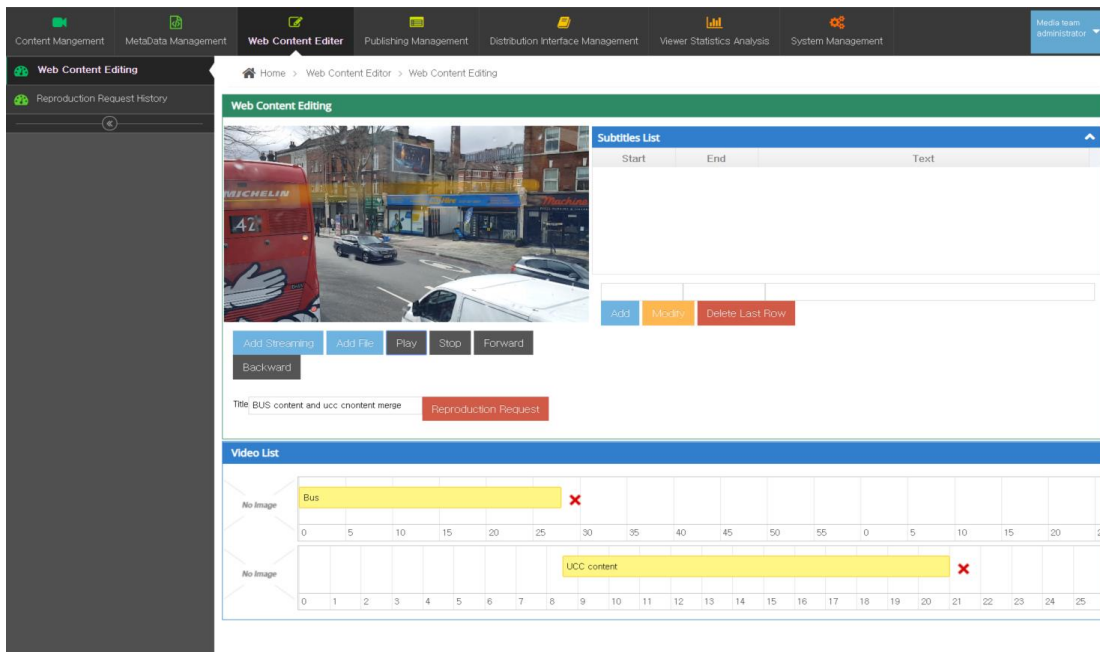 Content Mangement MetaData Management Web Content Editer Publishing Management Distribution Interface Management Viewer Statistics Analysis System Management
Media team
administrator
Web Content Editing
Reproduction Request History
Home > Web Content Editor > Web Content Editing
Web Content Editing
MICHELIN
42
Machine
Subtitles List
Start End Text
Add Modify Delete Last Row
Add Streaming Add File Play Stop Forward
Backward
Title BUS content and ucc cnontent merge Reproduction Request
Video List
No Image
Bus
0 5 10 15 20 25 30 35 40 45 50 55 0 5 10 15 20 2
No Image
UCC content
0 1 2 3 4 5 6 7 8 9 10 11 12 13 14 15 16 17 18 19 20 21 22 23 24 25